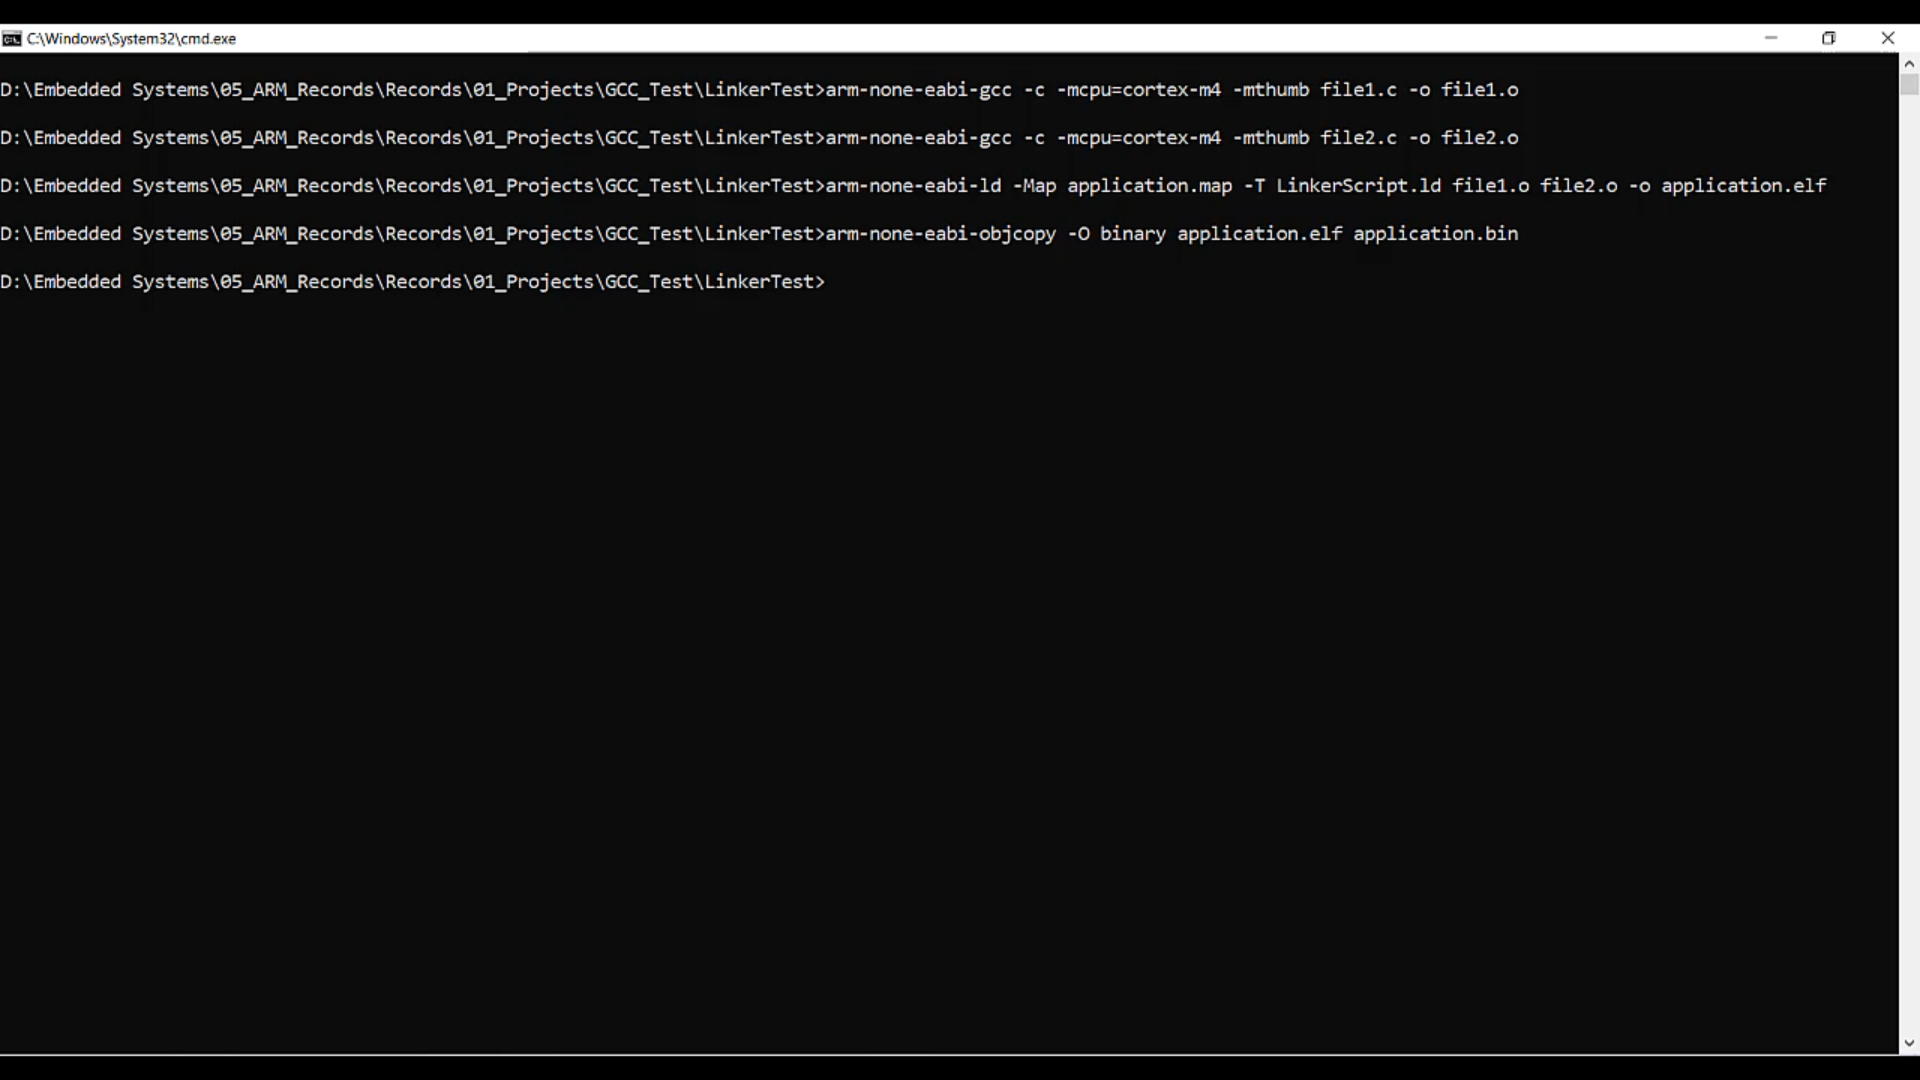 C:\Windows\System32\cmd.exe
D:\Embedded Systems\05_ARM_Records\Records\01_Projects\GCC_Test\LinkerTest>arm-none-eabi-gcc -c -mcpu=cortex-m4 -mthumb file1.c -o file1.o
D:\Embedded Systems\05_ARM_Records\Records\01_Projects\GCC_Test\LinkerTest>arm-none-eabi-gcc -c -mcpu=cortex-m4 -mthumb file2.c -o file2.o
D:\Embedded Systems\05_ARM_Records\Records\01_Projects\GCC_Test\LinkerTest>arm-none-eabi-ld -Map application.map -T LinkerScript.ld file1.o file2.o -o application.elf
D:\Embedded Systems\05_ARM_Records\Records\01_Projects\GCC_Test\LinkerTest>arm-none-eabi-objcopy -O binary application.elf application.bin
D:\Embedded Systems\05_ARM_Records\Records\01_Projects\GCC_Test\LinkerTest>